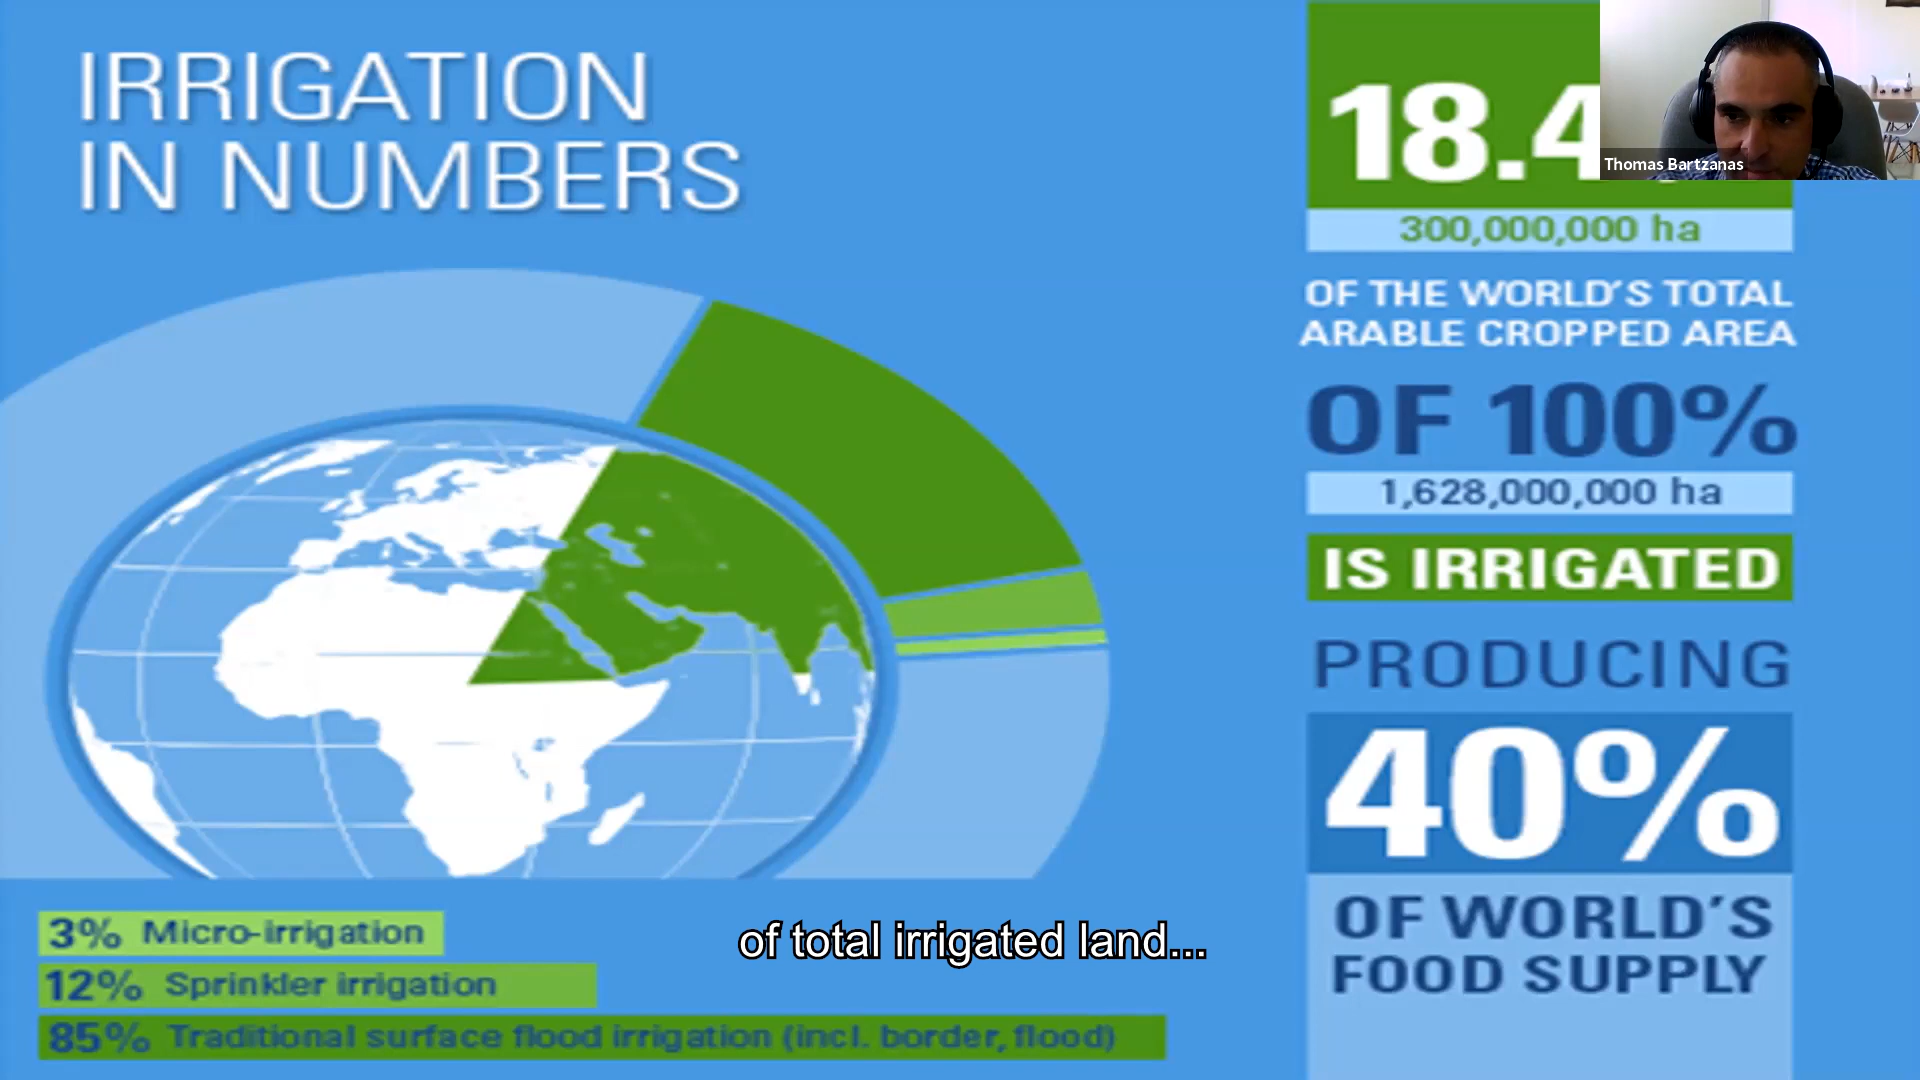 IRRIGATION
IN NUMBERS
18.4
Thomas Bartzanas
300,000,000 ha
OF THE WORLD'S TOTAL
ARABLE CROPPED AREA
OF 100%
1,628,000,000 ha
IS IRRIGATED
PRODUCING
40%
OF WORLD'S
FOOD SUPPLY
3% Micro-irrigation
12% Sprinkler irrigation
85% Traditional surface flood irrigation (incl. border, flood)
of total irrigated land...